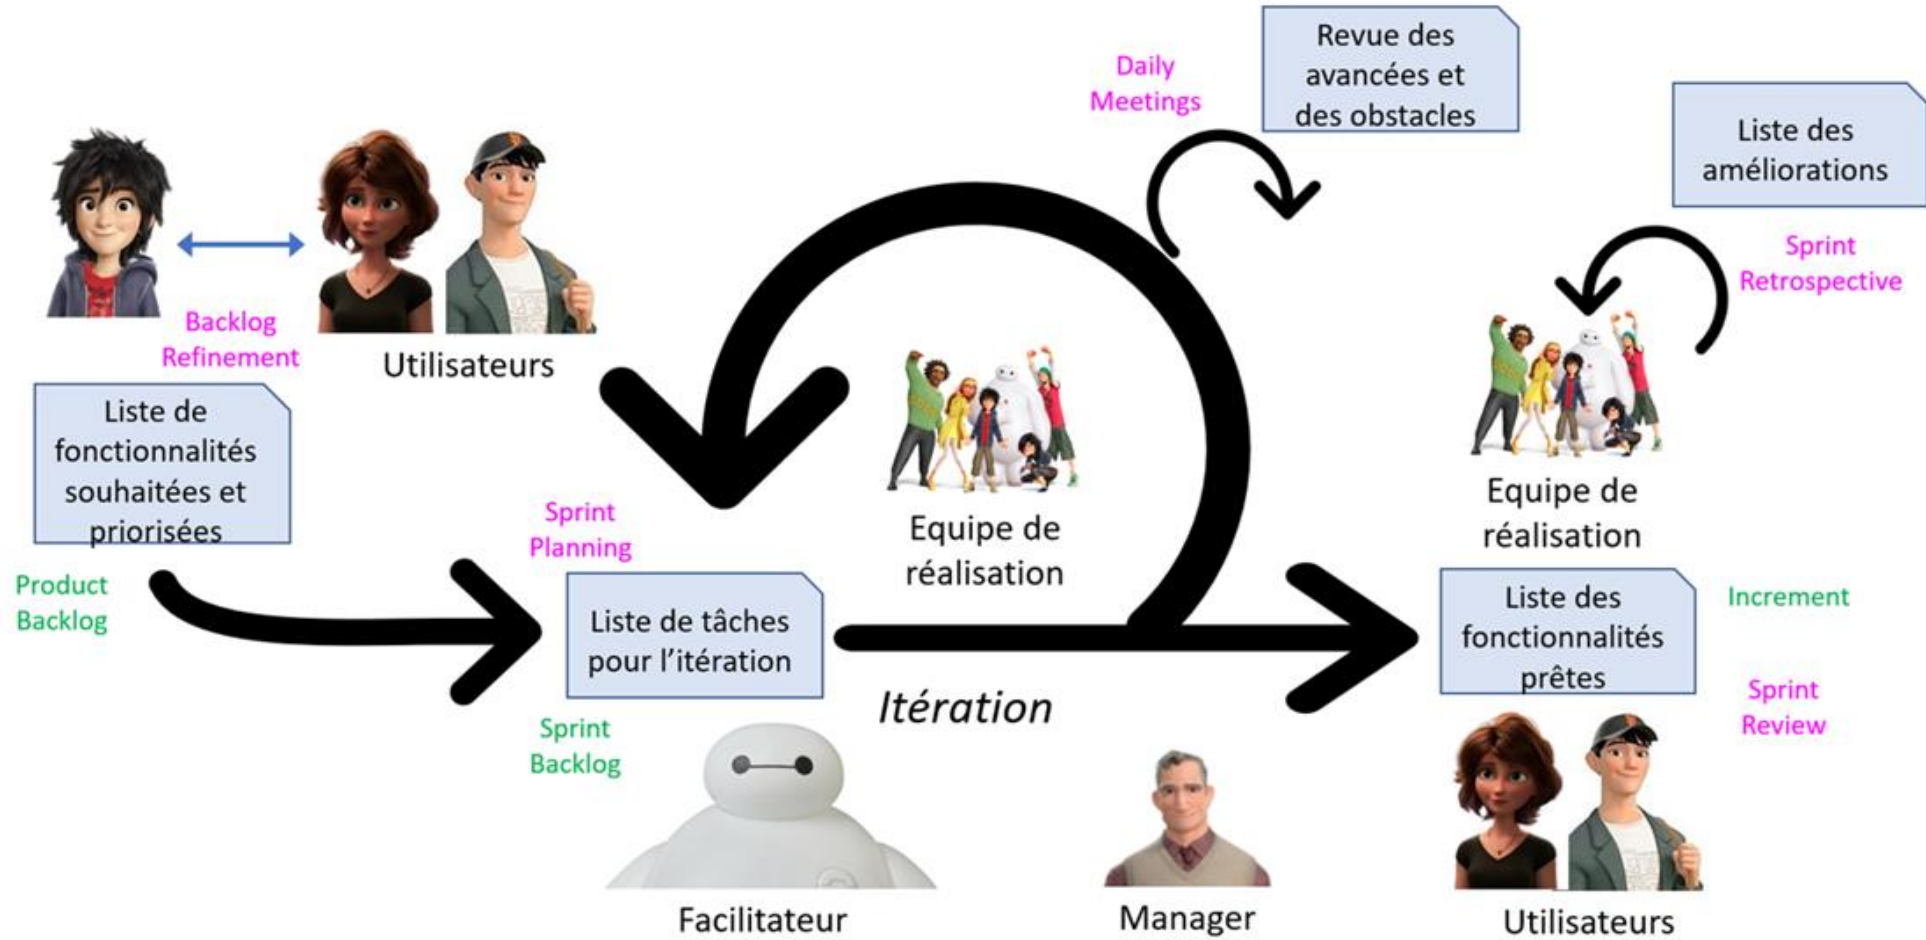 Backlog
Refinement
Utilisateurs
Liste de
fonctionnalités
souhaitées et
priorisées
Product
Backlog
Sprint
Planning
Liste de tâches
pour l'itération
Sprint
Backlog
Facilitateur
Equipe de
réalisation
Itération
Manager
Daily
Meetings
Revue des
avancées et
des obstacles
Liste des
améliorations
Sprint
Retrospective
Equipe de
réalisation
Liste des
fonctionnalités
prêtes
Increment
Sprint
Review
Utilisateurs